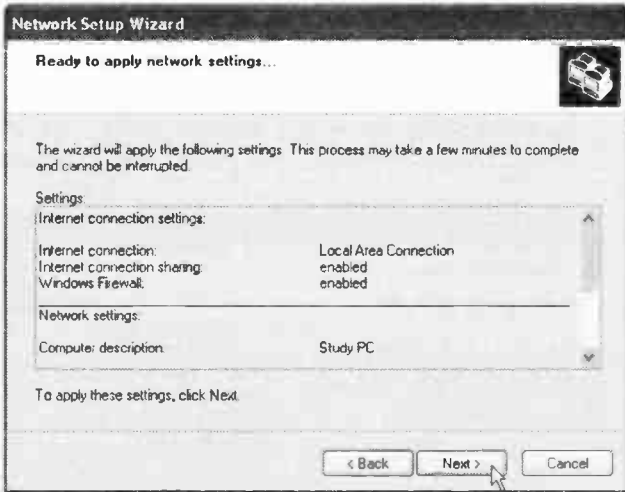 Network Setup Wizard
Ready to apply network settings...
The wizard will apply the following settings. This process may take a few minutes to complete
and cannot be interrupted.
Settings:
Internet connection settings:
Internet connection: Local Area Connection
Internet connection sharing: enabled
Windows Firewall: enabled
Network settings:
Computer description: Study PC
To apply these settings, click Next.
< Back Next > Cancel